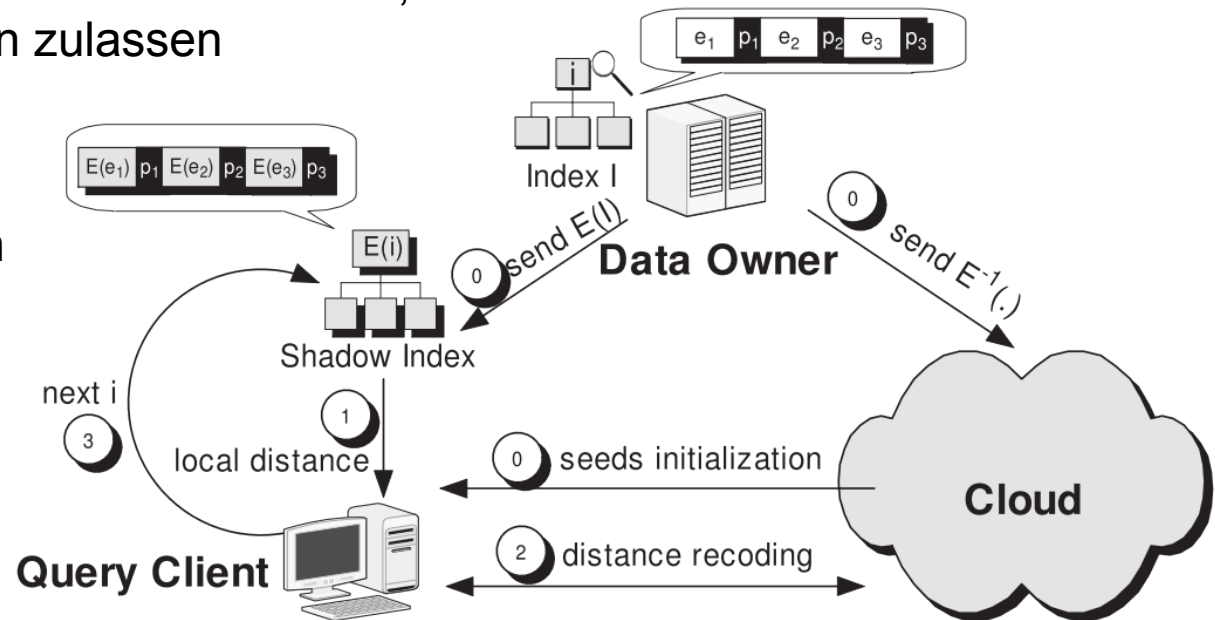 n zulassen
e₁ p₁ e₂ p₂ e₃ p₃
i
Index I
E(e₁) p₁ E(e₂) p₂ E(e₃) p₃
0 send E(I)
Data Owner
0 send E⁻¹(.)
E(i)
Shadow Index
next i
3
1
local distance
0 seeds initialization
Cloud
2 distance recoding
Query Client